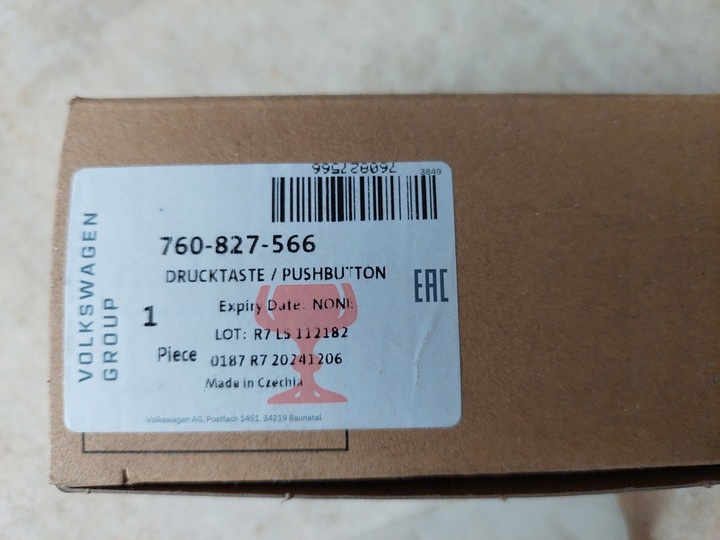 760827566
3849
760-827-566
DRUCKTASTE / PUSHBUTTON
Expiry Date: NONE
1
LOT: R7 LS 112182
Piece
0187 R7 20241206
Made in Czechia
Volkswagen AG, Postfach 1451, 34219 Baunatal
VOLKSWAGEN
GROUP
EAC